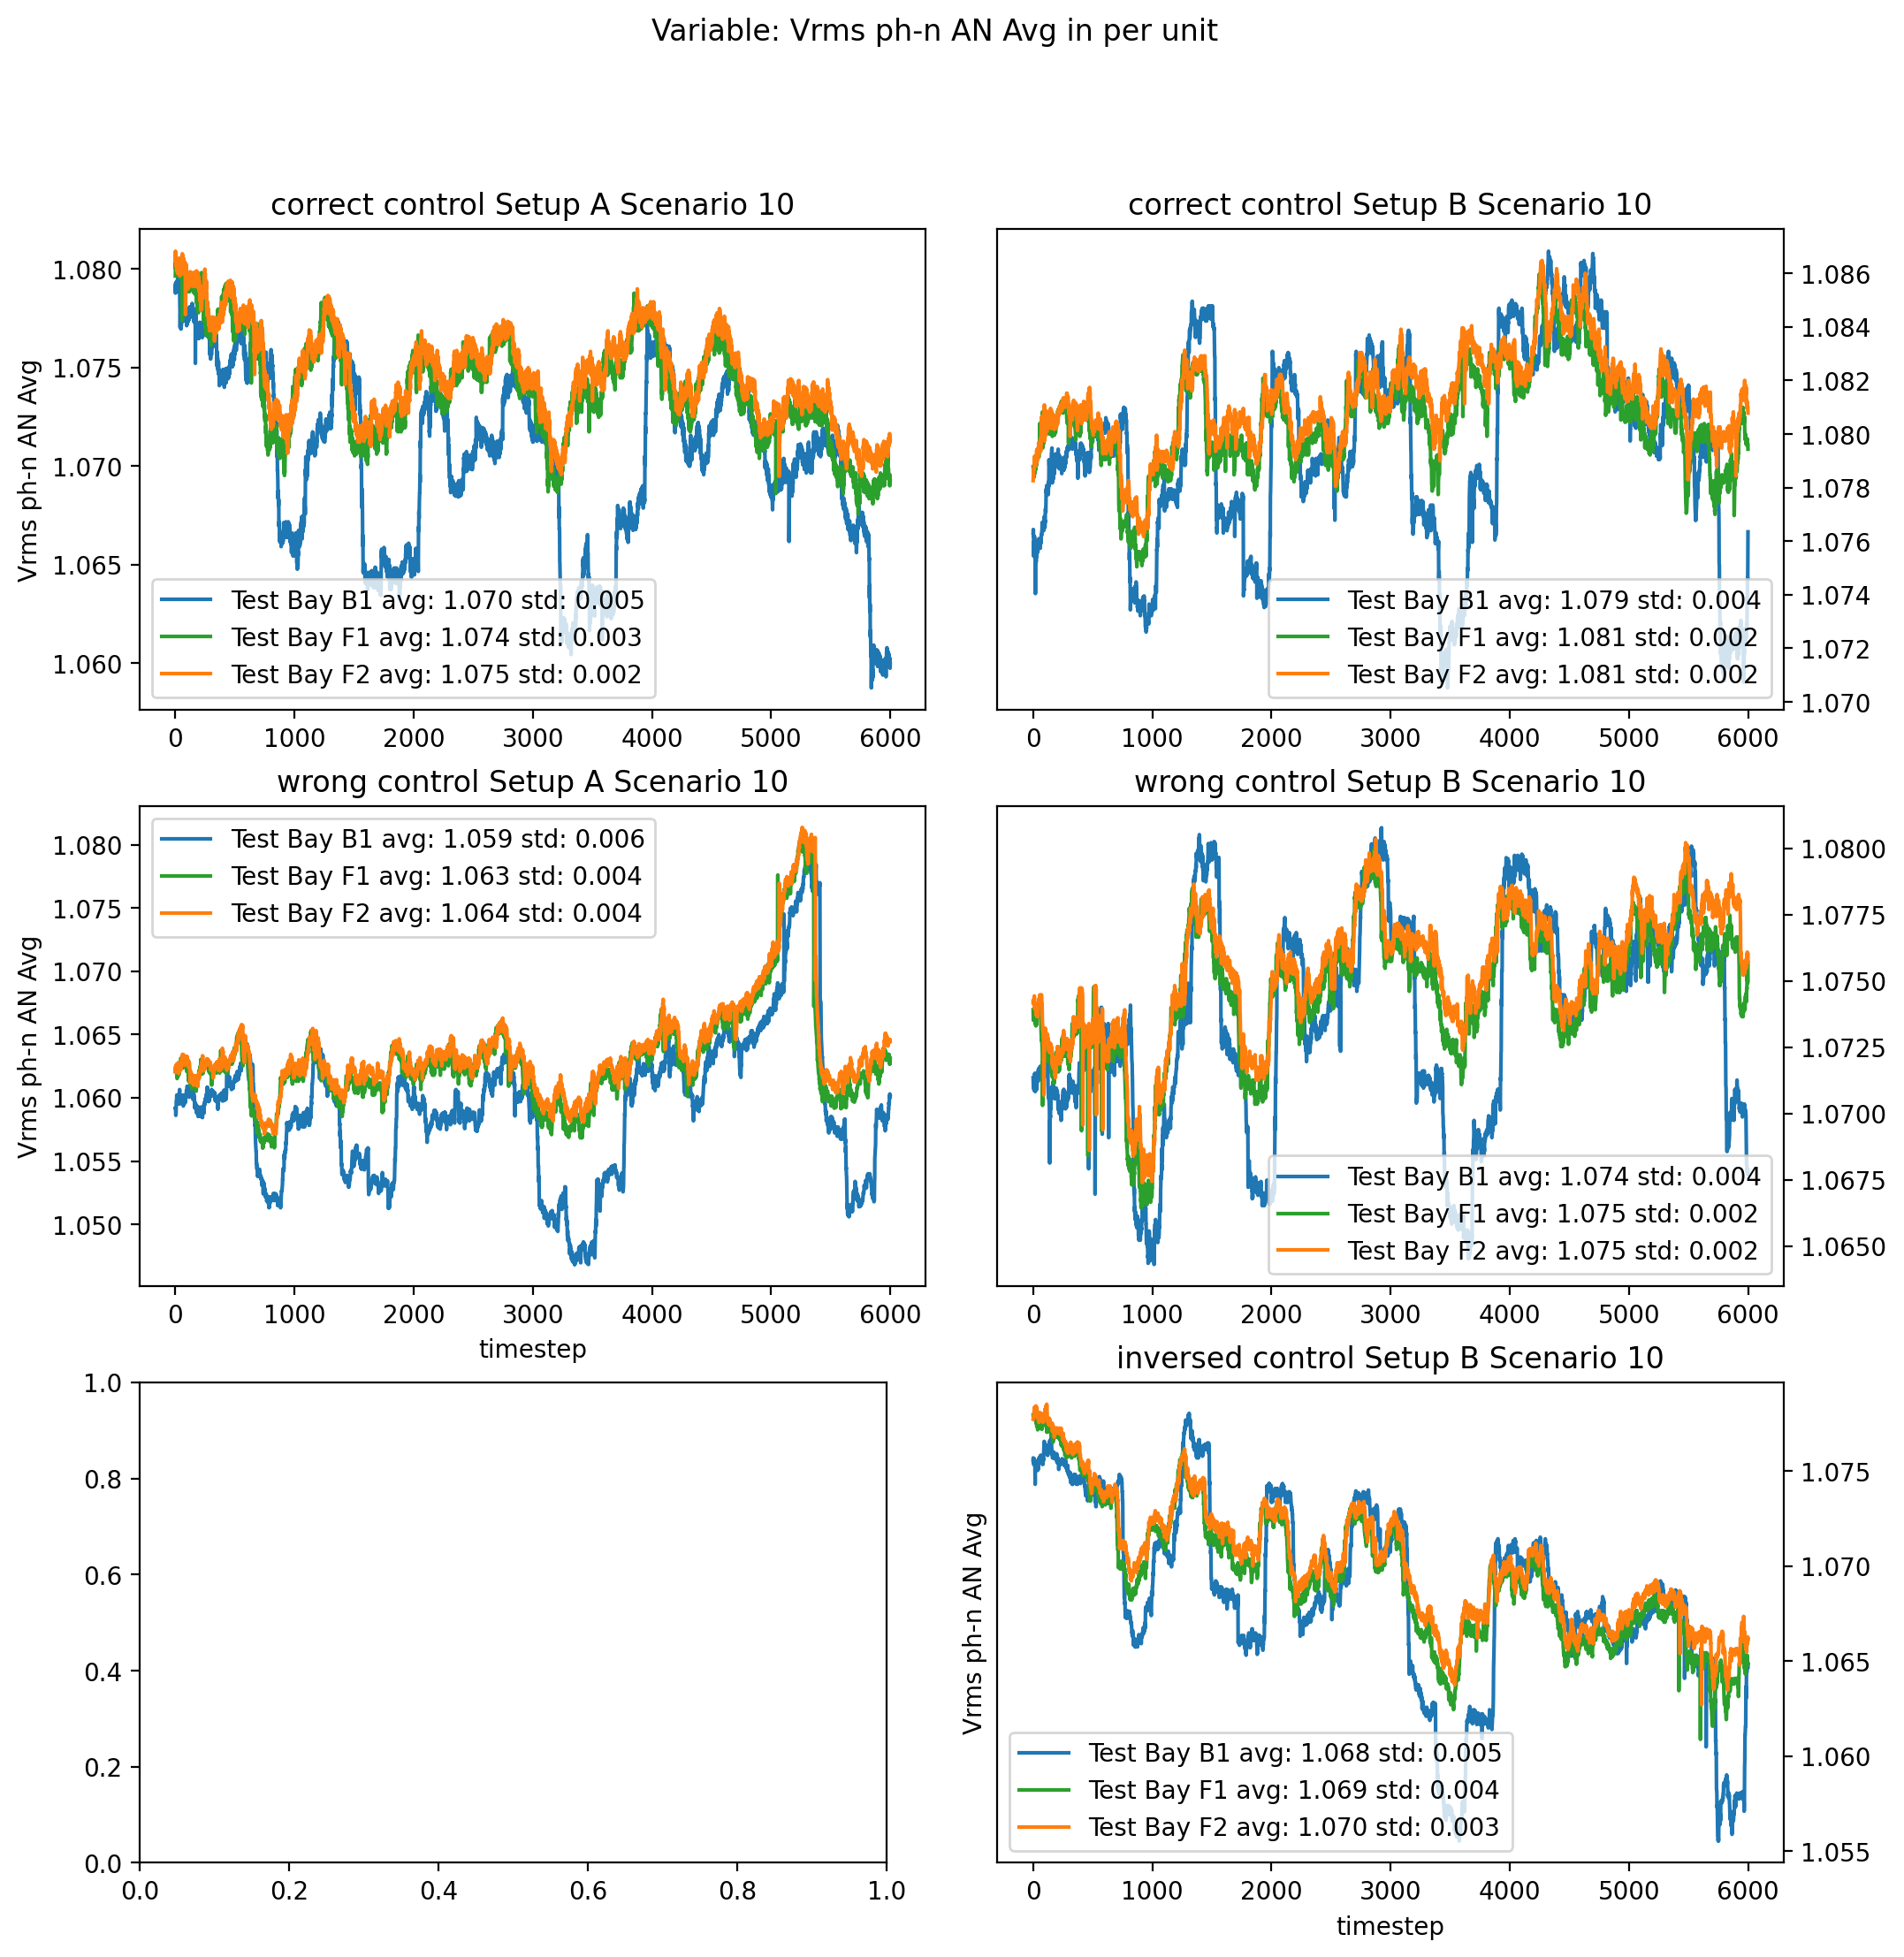 Variable: Vrms ph-n AN Avg in per unit
correct control Setup A Scenario 10
Vrms ph-n AN Avg
1.080
1.075
1.070
1.065
1.060
Test Bay B1 avg: 1.070 std: 0.005
Test Bay F1 avg: 1.074 std: 0.003
Test Bay F2 avg: 1.075 std: 0.002
0 1000 2000 3000 4000 5000 6000
correct control Setup B Scenario 10
1.086
1.084
1.082
1.080
1.078
1.076
1.074
1.072
1.070
Test Bay B1 avg: 1.079 std: 0.004
Test Bay F1 avg: 1.081 std: 0.002
Test Bay F2 avg: 1.081 std: 0.002
0 1000 2000 3000 4000 5000 6000
wrong control Setup A Scenario 10
Vrms ph-n AN Avg
1.080
1.075
1.070
1.065
1.060
1.055
1.050
Test Bay B1 avg: 1.059 std: 0.006
Test Bay F1 avg: 1.063 std: 0.004
Test Bay F2 avg: 1.064 std: 0.004
0 1000 2000 3000 4000 5000 6000
timestep
wrong control Setup B Scenario 10
1.0800
1.0775
1.0750
1.0725
1.0700
1.0675
1.0650
Test Bay B1 avg: 1.074 std: 0.004
Test Bay F1 avg: 1.075 std: 0.002
Test Bay F2 avg: 1.075 std: 0.002
0 1000 2000 3000 4000 5000 6000
1.0
0.8
0.6
0.4
0.2
0.0
0.0 0.2 0.4 0.6 0.8 1.0
inversed control Setup B Scenario 10
Vrms ph-n AN Avg
1.075
1.070
1.065
1.060
1.055
Test Bay B1 avg: 1.068 std: 0.005
Test Bay F1 avg: 1.069 std: 0.004
Test Bay F2 avg: 1.070 std: 0.003
0 1000 2000 3000 4000 5000 6000
timestep